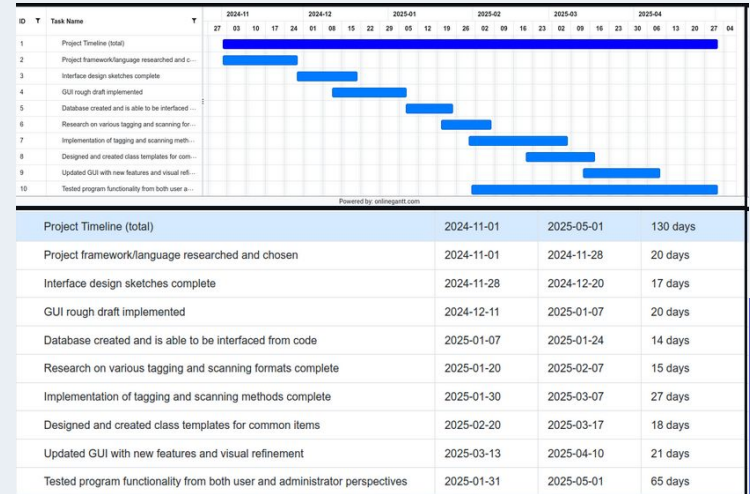 2024-11 2024-12 2025-01 2025-02 2025-03 2025-04
ID Task Name 27 03 10 17 24 01 08 15 22 29 05 12 19 26 02 09 16 23 02 09 16 23 30 06 13 20 27 04
1 Project Timeline (total)
2 Project framework/language researched and c...
3 Interface design sketches complete
4 GUI rough draft implemented
5 Database created and is able to be interfaced ...
6 Research on various tagging and scanning for...
7 Implementation of tagging and scanning meth...
8 Designed and created class templates for com...
9 Updated GUI with new features and visual refi...
10 Tested program functionality from both user a...
Powered by: onlinegantt.com
Project Timeline (total) 2024-11-01 2025-05-01 130 days
Project framework/language researched and chosen 2024-11-01 2024-11-28 20 days
Interface design sketches complete 2024-11-28 2024-12-20 17 days
GUI rough draft implemented 2024-12-11 2025-01-07 20 days
Database created and is able to be interfaced from code 2025-01-07 2025-01-24 14 days
Research on various tagging and scanning formats complete 2025-01-20 2025-02-07 15 days
Implementation of tagging and scanning methods complete 2025-01-30 2025-03-07 27 days
Designed and created class templates for common items 2025-02-20 2025-03-17 18 days
Updated GUI with new features and visual refinement 2025-03-13 2025-04-10 21 days
Tested program functionality from both user and administrator perspectives 2025-01-31 2025-05-01 65 days